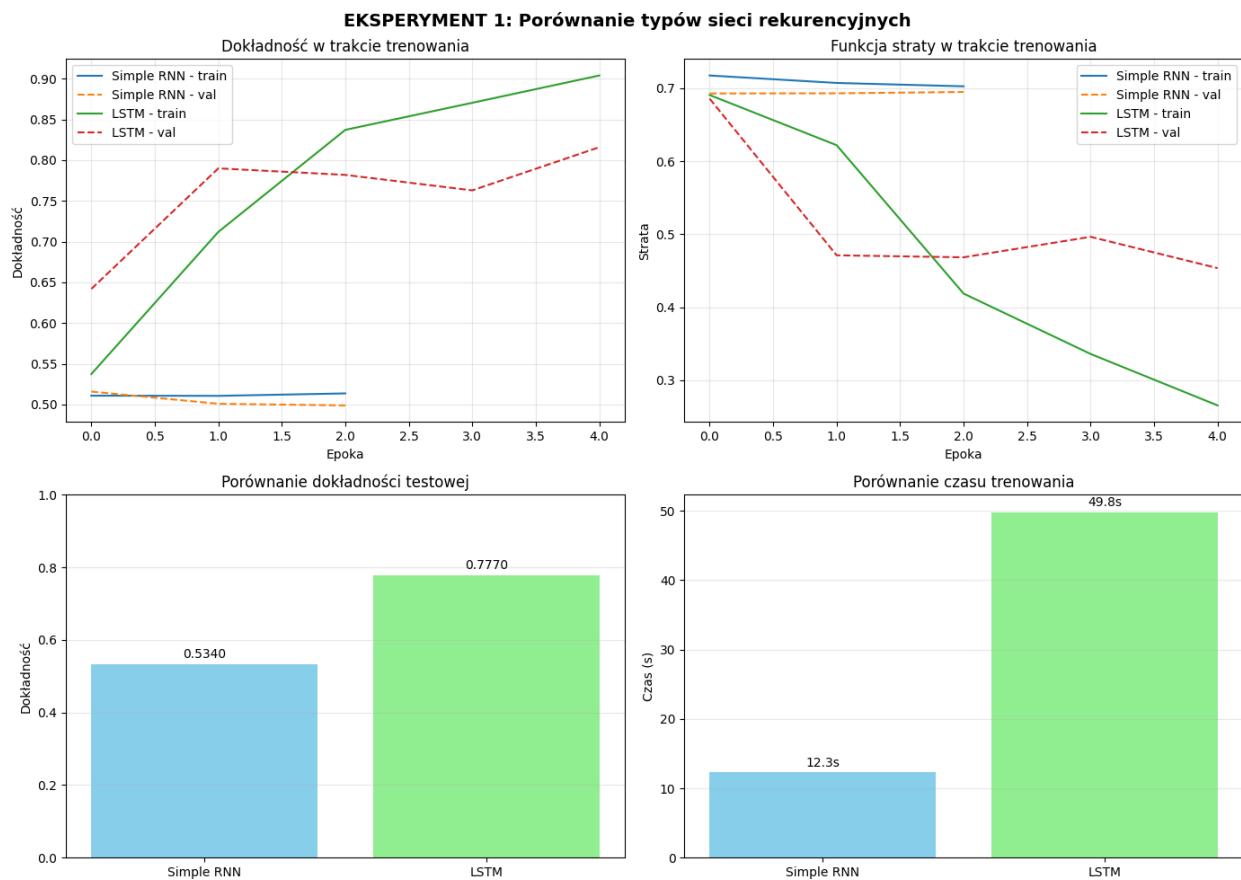 EKSPERYMENT 1: Porównanie typów sieci rekurencyjnych
Dokładność w trakcie trenowania
Simple RNN - train
Simple RNN - val
LSTM - train
LSTM - val
0.90
0.85
0.80
0.75
0.70
0.65
0.60
0.55
0.50
Dokładność
0.0 0.5 1.0 1.5 2.0 2.5 3.0 3.5 4.0
Epoka
Funkcja straty w trakcie trenowania
Simple RNN - train
Simple RNN - val
LSTM - train
LSTM - val
0.7
0.6
0.5
0.4
0.3
Strata
0.0 0.5 1.0 1.5 2.0 2.5 3.0 3.5 4.0
Epoka
Porównanie dokładności testowej
1.0
0.8
0.6
0.4
0.2
0.0
Dokładność
0.5340
0.7770
Simple RNN LSTM
Porównanie czasu trenowania
50
40
30
20
10
0
Czas (s)
12.3s
49.8s
Simple RNN LSTM